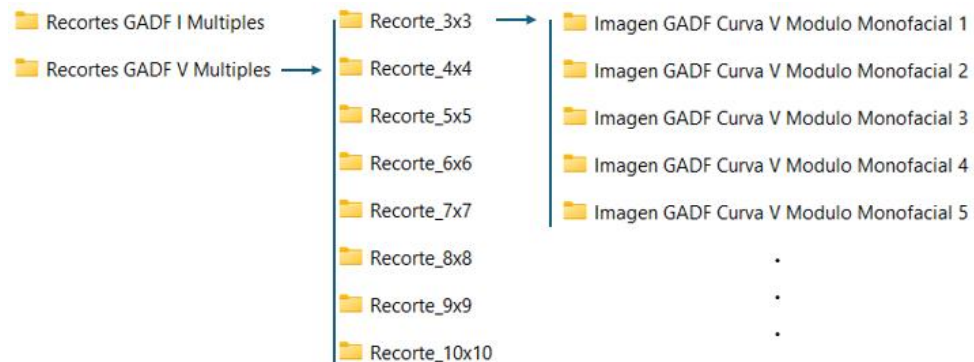 Recortes GADF I Multiples
Recortes GADF V Multiples
Recorte_3x3
Recorte_4x4
Recorte_5x5
Recorte_6x6
Recorte_7x7
Recorte_8x8
Recorte_9x9
Recorte_10x10
Imagen GADF Curva V Modulo Monofacial 1
Imagen GADF Curva V Modulo Monofacial 2
Imagen GADF Curva V Modulo Monofacial 3
Imagen GADF Curva V Modulo Monofacial 4
Imagen GADF Curva V Modulo Monofacial 5
.
.
.